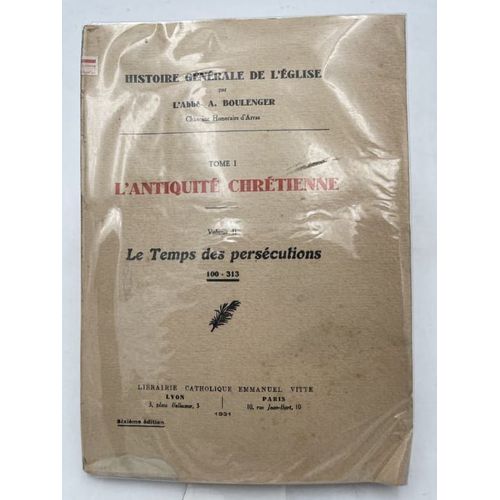 HISTOIRE GÉNÉRALE DE L'ÉGLISE
par
L'Abbé A. BOULENGER
Chanoine Honoraire d'Arras
TOME I
L'ANTIQUITÉ CHRÉTIENNE
Volume II
Le Temps des persécutions
100 - 313
LIBRAIRIE CATHOLIQUE EMMANUEL VITTE
LYON
3, place Bellecour, 3
PARIS
10, rue Jean-Bart, 10
1931
Sixième édition